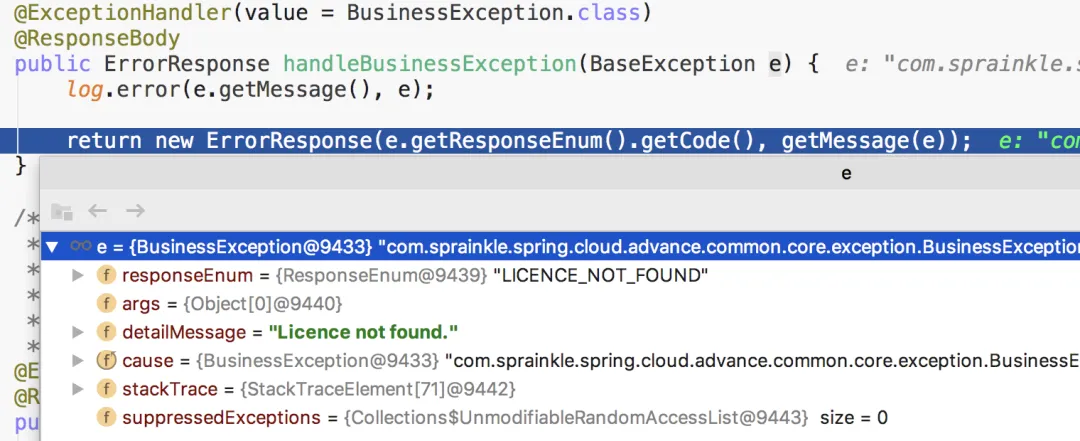 @ExceptionHandler(value = BusinessException.class)
@ResponseBody
public ErrorResponse handleBusinessException(BaseException e) {  e: "com.sprainkle.s
log.error(e.getMessage(), e);
return new ErrorResponse(e.getResponseEnum().getCode(), getMessage(e));  e: "com
}
e
/*
*
e = {BusinessException@9433} "com.sprainkle.spring.cloud.advance.common.core.exception.BusinessException
*
f responseEnum = {ResponseEnum@9439} "LICENCE_NOT_FOUND"
*
f args = {Object[0]@9440}
*
f detailMessage = "Licence not found."
*
f cause = {BusinessException@9433} "com.sprainkle.spring.cloud.advance.common.core.exception.BusinessE
@E
f stackTrace = {StackTraceElement[71]@9442}
@R
f suppressedExceptions = {Collections$UnmodifiableRandomAccessList@9443}  size = 0
pu